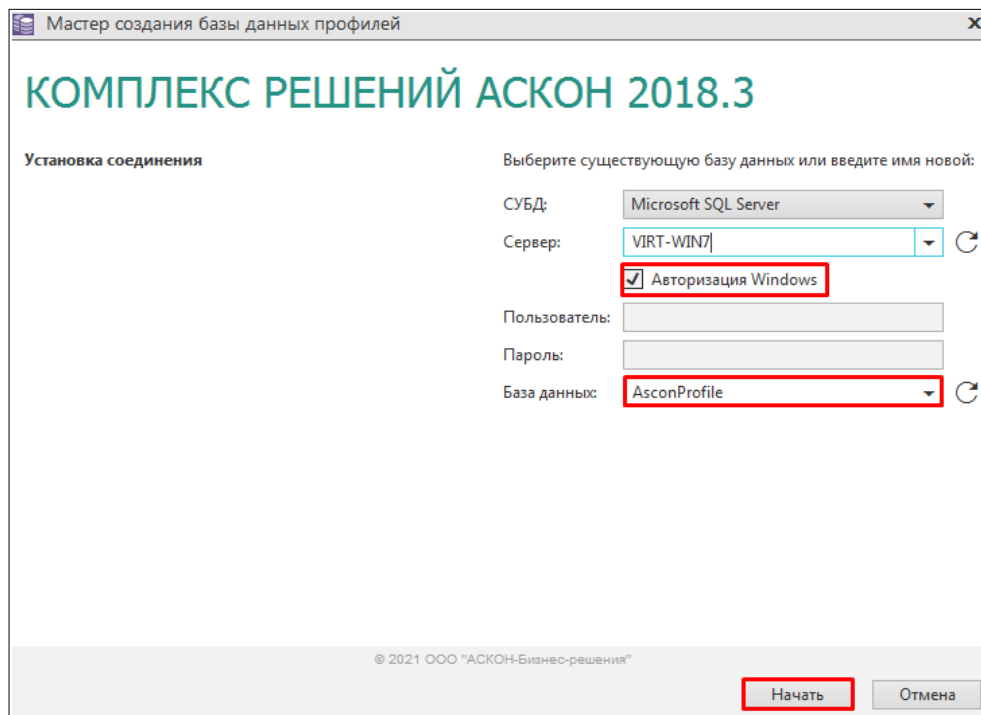 Мастер создания базы данных профилей
КОМПЛЕКС РЕШЕНИЙ АСКОН 2018.3
Установка соединения
Выберите существующую базу данных или введите имя новой:
СУБД: Microsoft SQL Server
Сервер: VIRT-WIN7
Авторизация Windows
Пользователь:
Пароль:
База данных: AsconProfile
© 2021 ООО "АСКОН-Бизнес-решения"
Начать Отмена